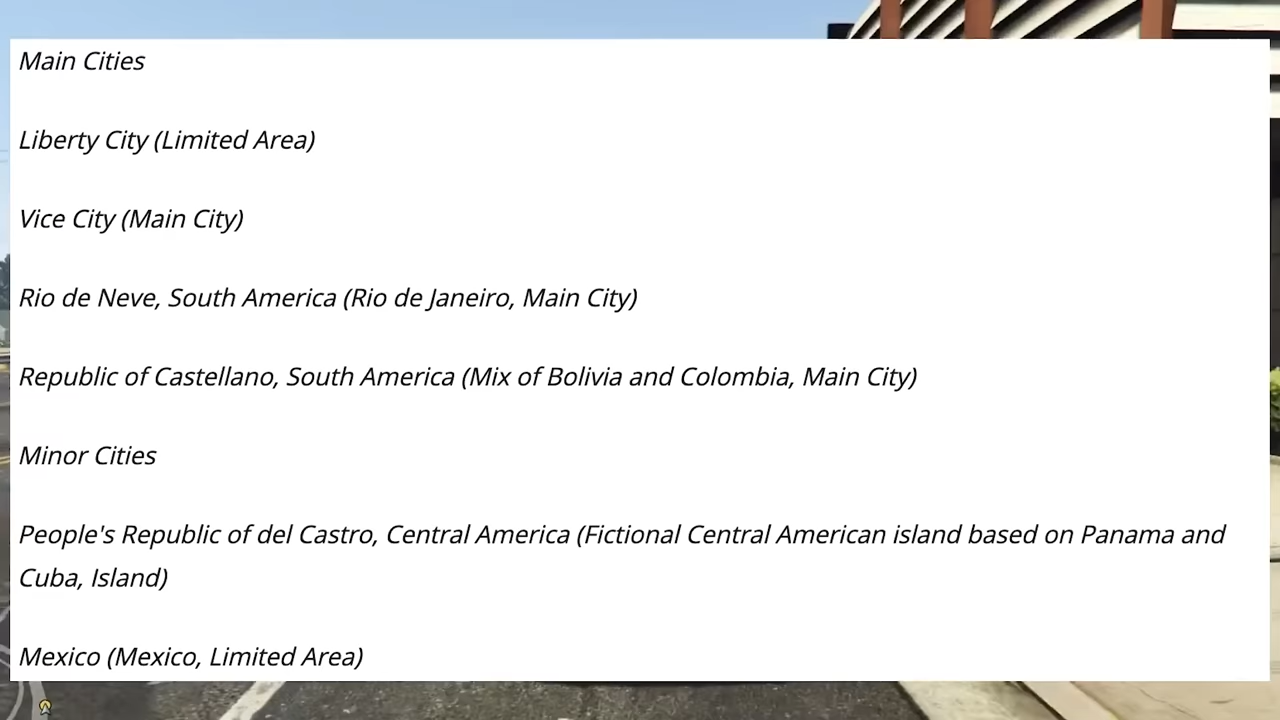 Main Cities
Liberty City (Limited Area)
Vice City (Main City)
Rio de Neve, South America (Rio de Janeiro, Main City)
Republic of Castellano, South America (Mix of Bolivia and Colombia, Main City)
Minor Cities
People's Republic of del Castro, Central America (Fictional Central American island based on Panama and
Cuba, Island)
Mexico (Mexico, Limited Area)